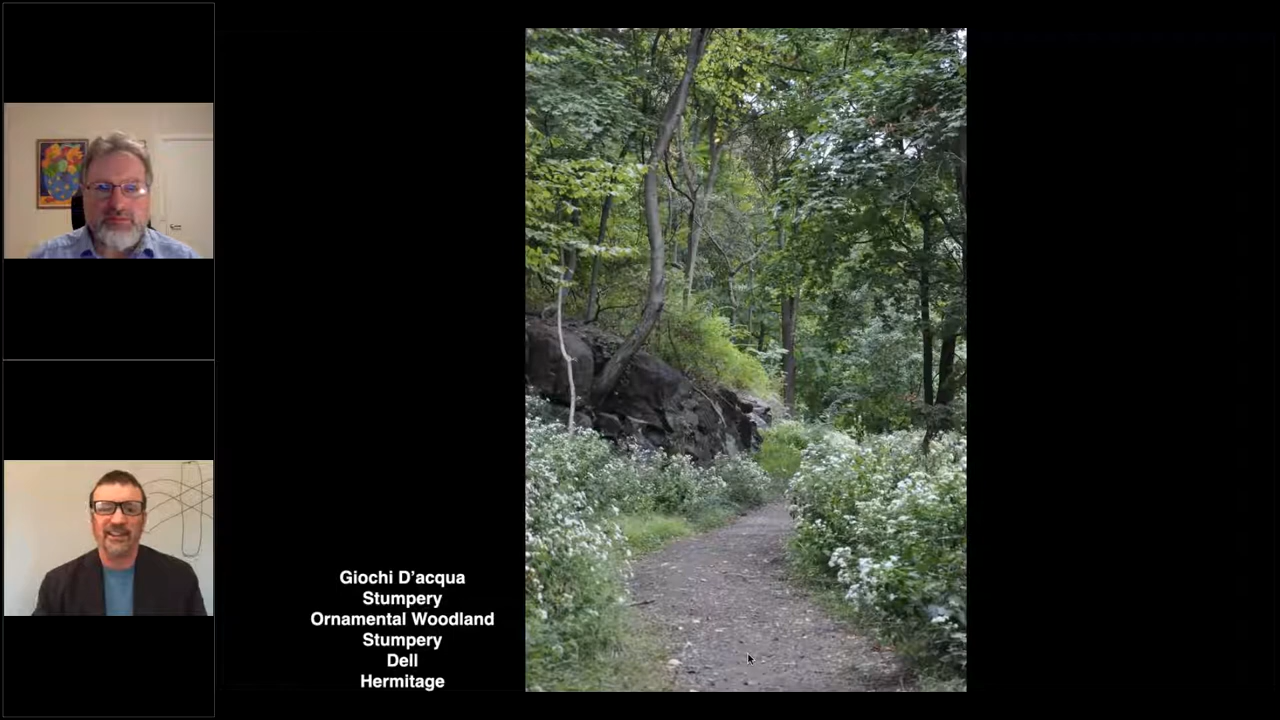 Giochi D'acqua
Stumpery
Ornamental Woodland
Stumpery
Dell
Hermitage